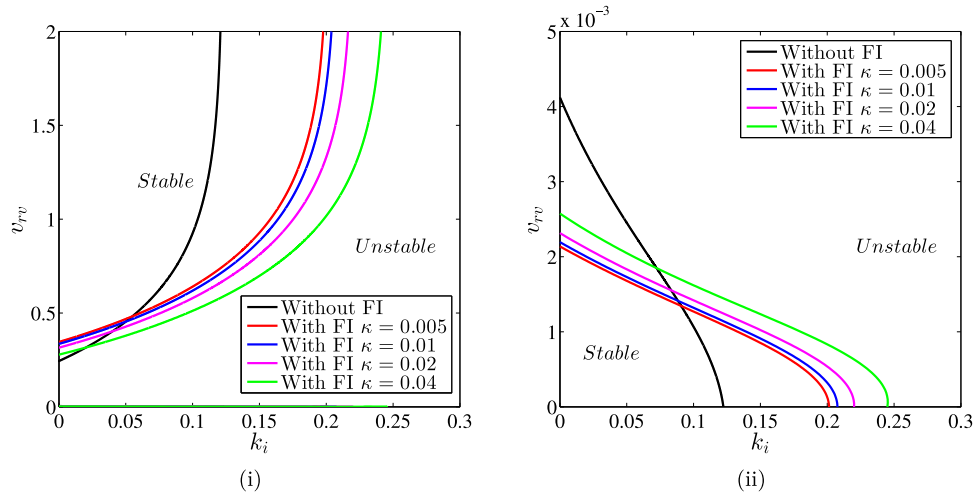 2
1.5
1
0.5
0
v_{rv}
Stable
Unstable
Without FI
With FI κ = 0.005
With FI κ = 0.01
With FI κ = 0.02
With FI κ = 0.04
0 0.05 0.1 0.15 0.2 0.25 0.3
k_i
(i)
5 x 10^{-3}
4
3
2
1
0
v_{rv}
Without FI
With FI κ = 0.005
With FI κ = 0.01
With FI κ = 0.02
With FI κ = 0.04
Unstable
Stable
0 0.05 0.1 0.15 0.2 0.25 0.3
k_i
(ii)